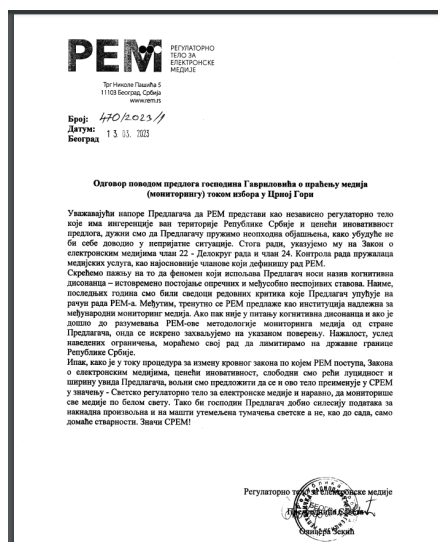 РЕМ
РЕГУЛАТОРНО
ТЕЛО ЗА
ЕЛЕКТРОНСКЕ
МЕДИЈЕ
Трг Николе Пашића 5
11103 Београд, Србија
www.rem.rs
Број: 470/2023/1
Датум: 13. 03. 2023
Београд
Одговор поводом предлога господина Гавриловића о праћењу медија
(мониторингу) током избора у Црној Гори
Уважавајући напоре Предлагача да РЕМ представи као независно регулаторно тело
које има ингеренције ван територије Републике Србије и ценећи иновативност
предлога, дужни смо да Предлагачу пружимо неопходна објашњења, како убудуће не
би себе доводио у непријатне ситуације. Стога ради, указујемо му на Закон о
електронским медијима члан 22 - Делокруг рада и члан 24. Контрола рада пружалаца
медијских услуга, као најосновније чланове који дефинишу рад РЕМ.
Скрећемо пажњу на то да феномен који испољава Предлагач носи назив когнитивна
дисонанца – истовремено постојање опречних и међусобно неспојивих ставова. Наиме,
последњих година смо били сведоци редовних критика које Предлагач упућује на
рачун рада РЕМ-а. Међутим, тренутно се РЕМ предлаже као институција надлежна за
међународни мониторинг медија. Ако пак није у питању когнитивна дисонанца и ако је
дошло до разумевања РЕМ-ове методологије мониторинга медија од стране
Предлагача, онда се искрено захваљујемо на указаном поверењу. Нажалост, услед
наведених ограничења, мораћемо свој рад да лимитирамо на државне границе
Републике Србије.
Ипак, како је у току процедура за измену кровног закона по којем РЕМ поступа, Закона
о електронским медијима, ценећи иновативност, слободни смо рећи луцидност и
ширину увида Предлагача, вољни смо предложити да се и ово тело преименује у СРЕМ
у значењу - Светско регулаторно тело за електронске медије и наравно, да мониторише
све медије по белом свету. Тако би господин Предлагач добио силесију података за
накнадна произвољна и на машти утемељена тумачења светске а не, као до сада, само
домаће стварности. Значи СРЕМ!
Регулаторно тело за електронске медије
Оливера Зекић